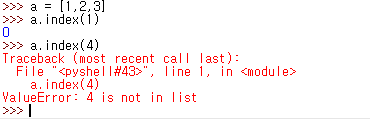 >>> a = [1,2,3]
>>> a.index(1)
0
>>> a.index(4)
Traceback (most recent call last):
  File "<pyshell#43>", line 1, in <module>
    a.index(4)
ValueError: 4 is not in list
>>>